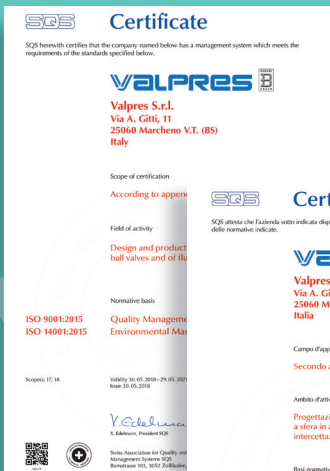 SQS
Certificate
SQS herewith certifies that the company named below has a management system which meets the
requirements of the standards specified below.
VALPRES
Valpres S.r.l.
Via A. Gitti, 11
25060 Marcheno V.T. (BS)
Italy
Scope of certification
According to appen
Field of activity
Design and product
ball valves and of flu
Normative basis
ISO 9001:2015 Quality Manageme
ISO 14001:2015 Environmental Ma
Scope(s) 17, 18
Validity 30.05.2018–29.05.2021
Issue 30.05.2018
X. Edelmann, President SQS
Swiss Association for Quality and
Management Systems SQS
Bernstrasse 103, 3052 Zollikofen,
SQS
Cert
SQS attesta che l'azienda sotto indicata disp
delle normative indicate.
VA
Valpres
Via A. Gi
25060 M
Italia
Campo d'app
Secondo a
Ambito d'attiv
Progettazi
a sfera in a
intercetta
Basi normativ